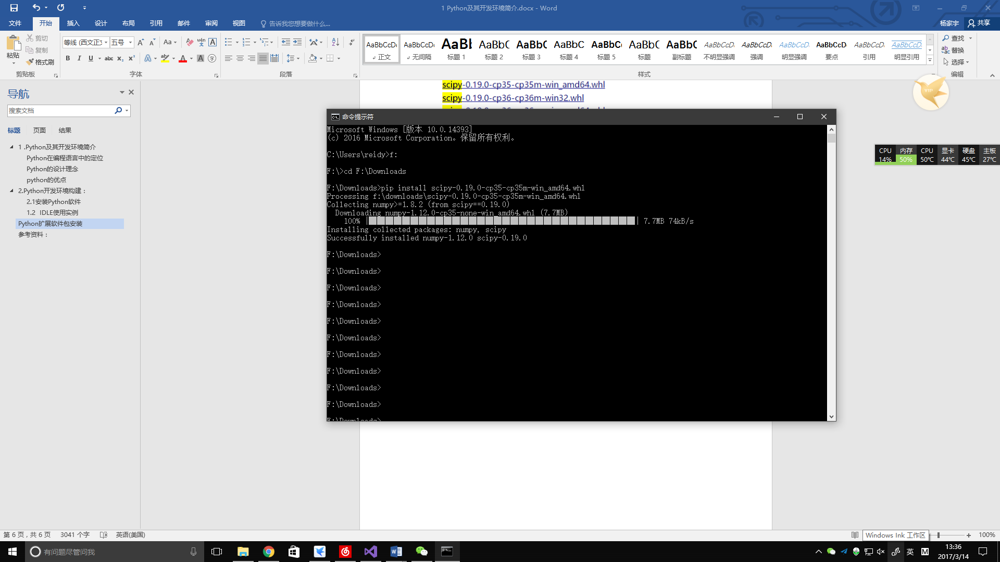 1 Python及其开发环境简介.docx - Word
文件 开始 插入 设计 布局 引用 邮件 审阅 视图 告诉我您想要做什么...
杨家宇 共享
粘贴 剪切 复制 格式刷 剪贴板
等线 (西文正文 五号 字体
段落
AaBbCcDc 正文
AaBbCcDc 无间隔
AaBl 标题 1
AaBbC 标题 2
AaBbC 标题 3
AaBbC 标题 4
AaBbC 标题 5
AaBbC 标题
AaBbC 副标题
AaBbCcD 不明显强调
AaBbCcD 强调
AaBbCcD 明显强调
AaBbCcD 要点
AaBbCcD 引用
AaBbCcD 明显引用
样式
查找 替换 选择 编辑
导航
搜索文档
标题 页面 结果
1 .Python及其开发环境简介
Python在编程语言中的定位
Python的设计理念
python的优点
2.Python开发环境构建：
2.1安装Python软件
1.2 IDLE使用实例
Python扩展软件包安装
参考资料：
scipy-0.19.0-cp35-cp35m-win_amd64.whl
scipy-0.19.0-cp36-cp36m-win32.whl
VIP
CPU 内存 CPU 显卡 硬盘 主板
14% 50% 50℃ 44℃ 45℃ 27℃
命令提示符
Microsoft Windows [版本 10.0.14393]
(c) 2016 Microsoft Corporation。保留所有权利。
C:\Users\reidy>f:
F:\>cd F:\Downloads
F:\Downloads>pip install scipy-0.19.0-cp35-cp35m-win_amd64.whl
Processing f:\downloads\scipy-0.19.0-cp35-cp35m-win_amd64.whl
Collecting numpy>=1.8.2 (from scipy==0.19.0)
Downloading numpy-1.12.0-cp35-none-win_amd64.whl (7.7MB)
100% |████████████████████████████████| 7.7MB 74kB/s
Installing collected packages: numpy, scipy
Successfully installed numpy-1.12.0 scipy-0.19.0
F:\Downloads>
F:\Downloads>
F:\Downloads>
F:\Downloads>
F:\Downloads>
F:\Downloads>
F:\Downloads>
F:\Downloads>
F:\Downloads>
F:\Downloads>
F:\Downloads>
第 6 页，共 6 页 3041 个字 英语(美国)
Windows Ink 工作区
100%
有问题尽管问我
英 M
13:36
2017/3/14